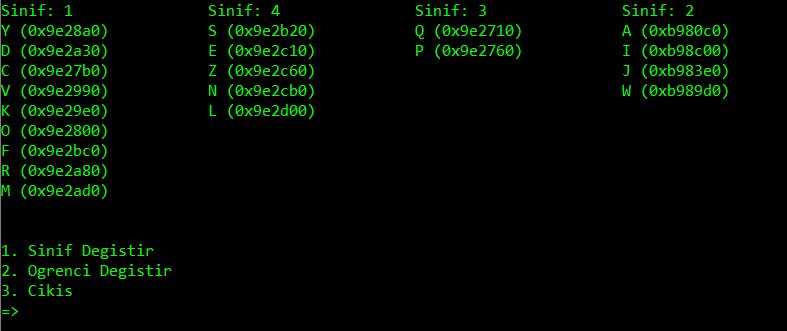 Sinif: 1 Sinif: 4 Sinif: 3 Sinif: 2
Y (0x9e28a0) S (0x9e2b20) Q (0x9e2710) A (0xb980c0)
D (0x9e2a30) E (0x9e2c10) P (0x9e2760) I (0xb98c00)
C (0x9e27b0) Z (0x9e2c60) J (0xb983e0)
V (0x9e2990) N (0x9e2cb0) W (0xb989d0)
K (0x9e29e0) L (0x9e2d00)
O (0x9e2800)
F (0x9e2bc0)
R (0x9e2a80)
M (0x9e2ad0)
1. Sinif Degistir
2. Ogrenci Degistir
3. Cikis
=>